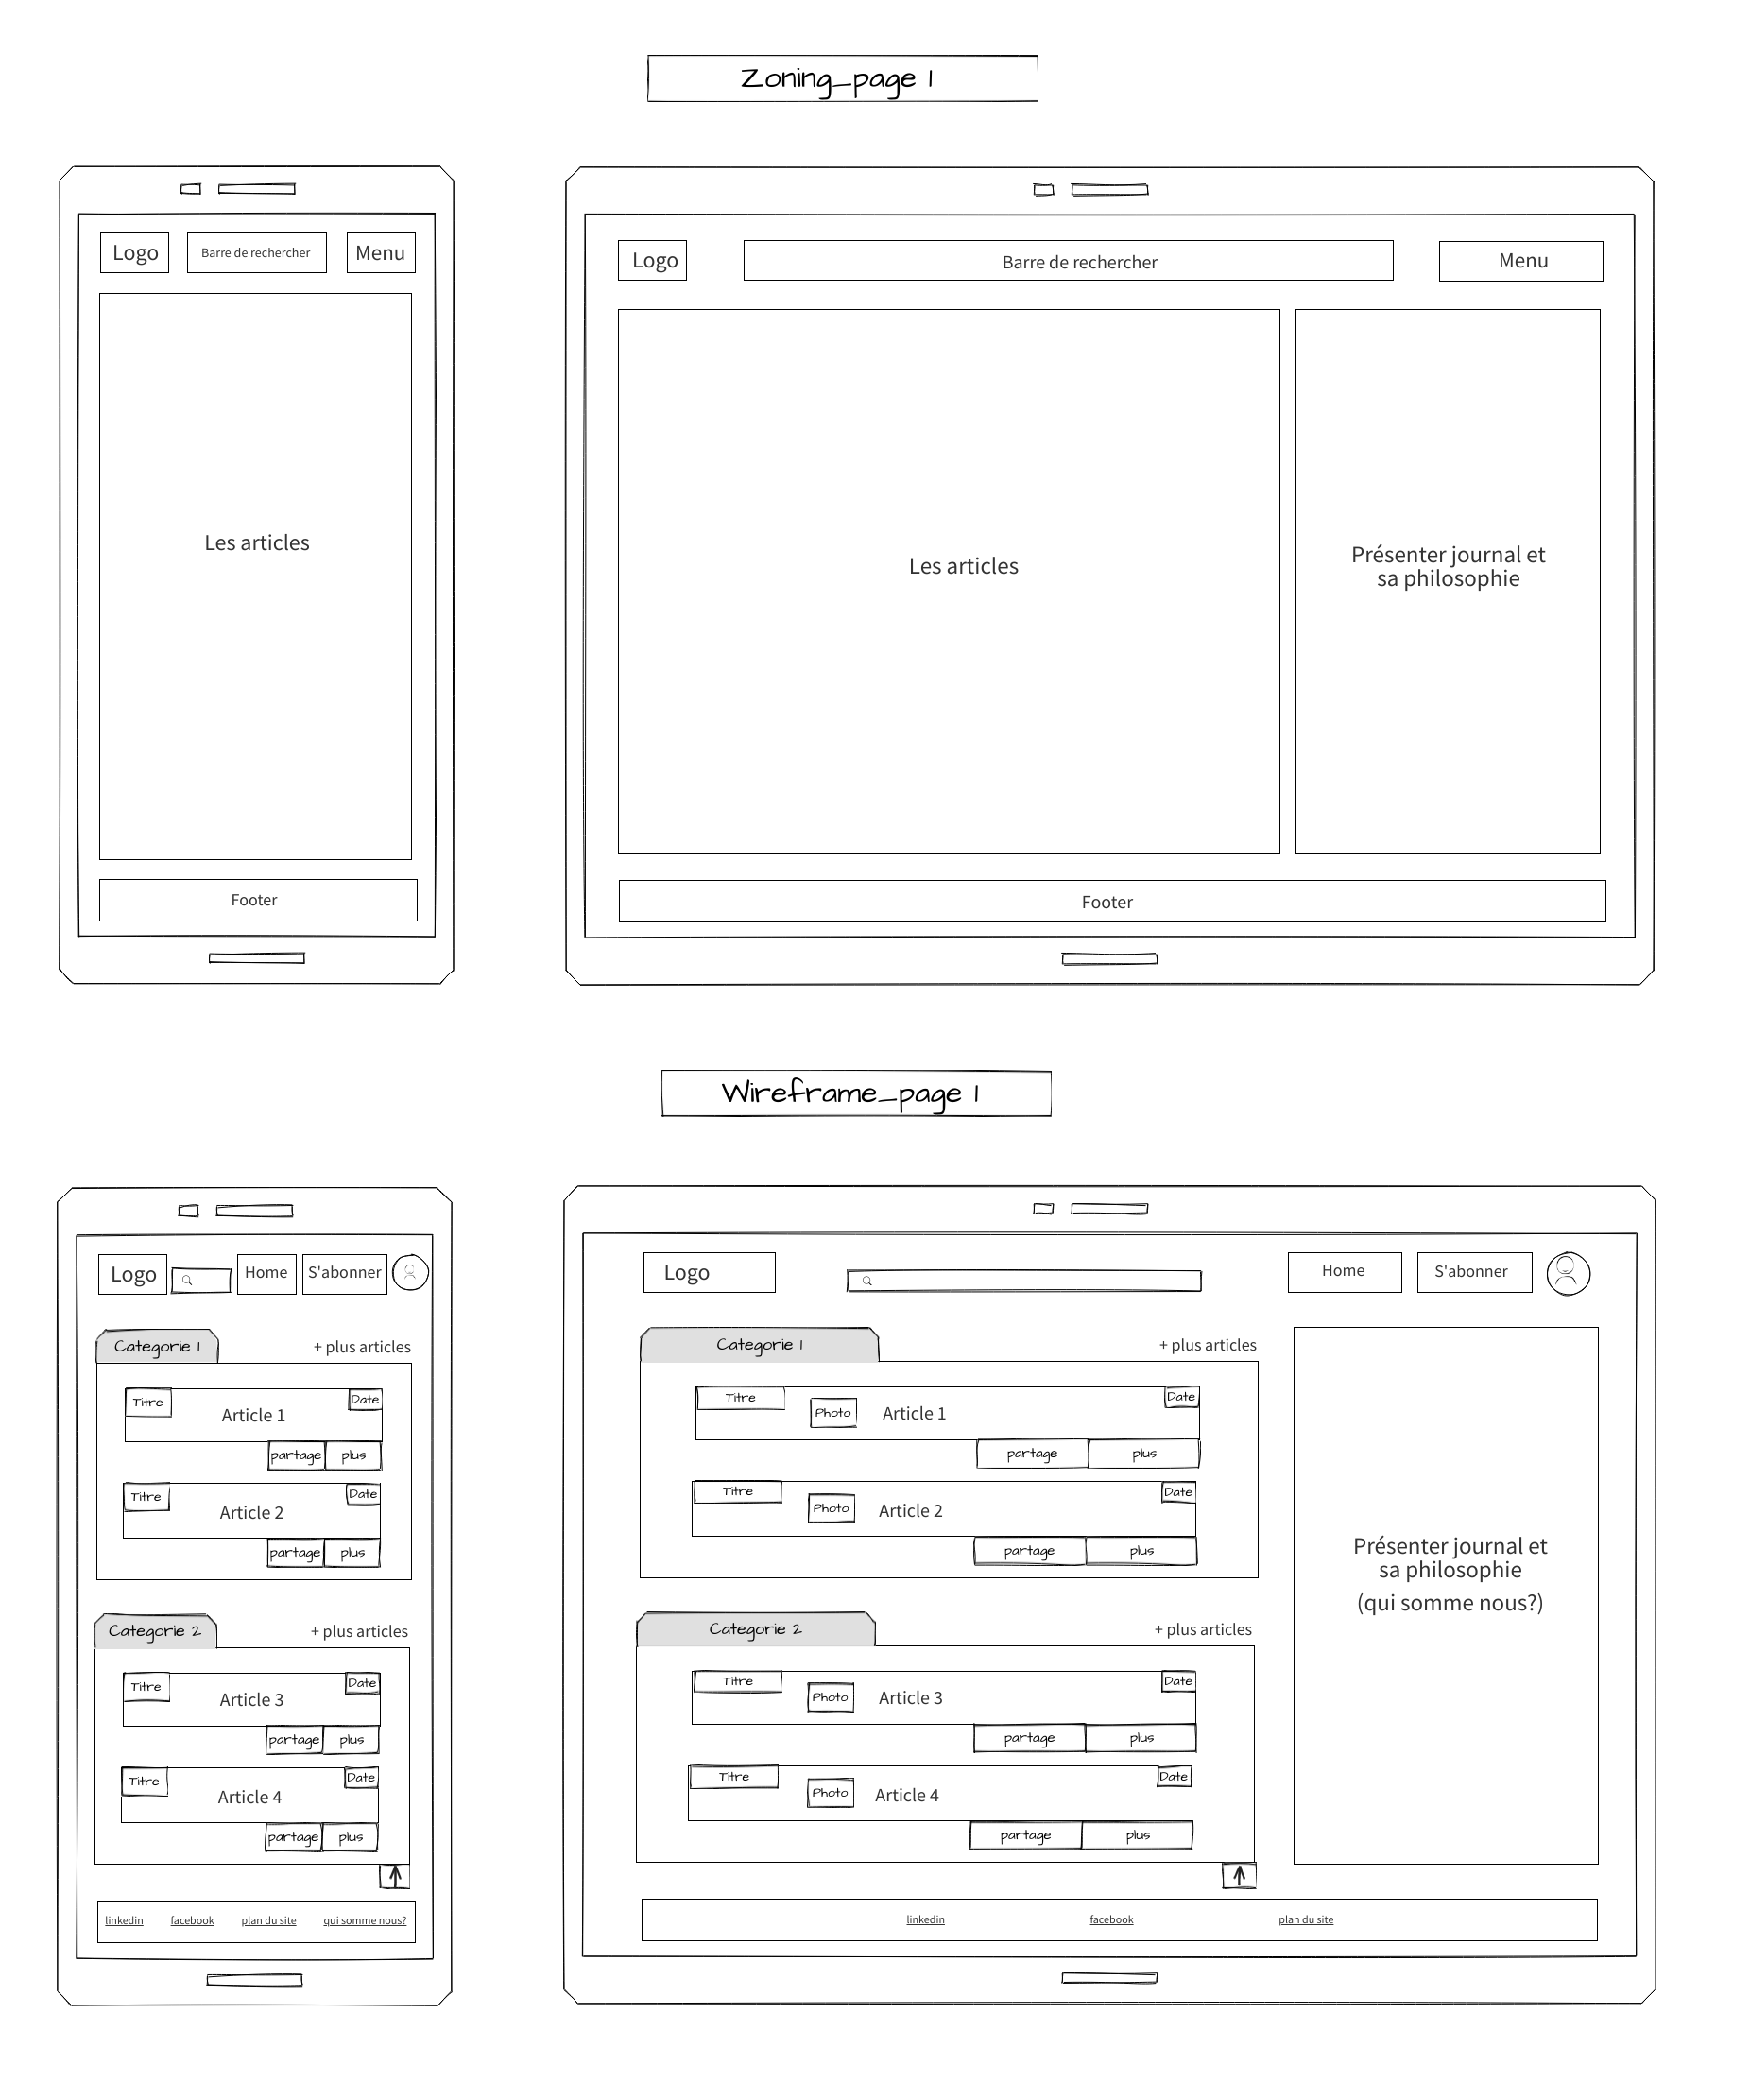 Zoning_page 1
Logo
Barre de rechercher
Menu
Les articles
Footer
Logo
Barre de rechercher
Menu
Les articles
Présenter journal et
sa philosophie
Footer
Wireframe_page 1
Logo
Home
S'abonner
Categorie 1
+ plus articles
Titre
Article 1
Date
partage
plus
Titre
Article 2
Date
partage
plus
Categorie 2
+ plus articles
Titre
Article 3
Date
partage
plus
Titre
Article 4
Date
partage
plus
linkedin
facebook
plan du site
qui somme nous?
Logo
Home
S'abonner
Categorie 1
+ plus articles
Titre
Photo
Article 1
Date
partage
plus
Titre
Photo
Article 2
Date
partage
plus
Categorie 2
+ plus articles
Titre
Photo
Article 3
Date
partage
plus
Titre
Photo
Article 4
Date
partage
plus
Présenter journal et
sa philosophie
(qui somme nous?)
linkedin
facebook
plan du site